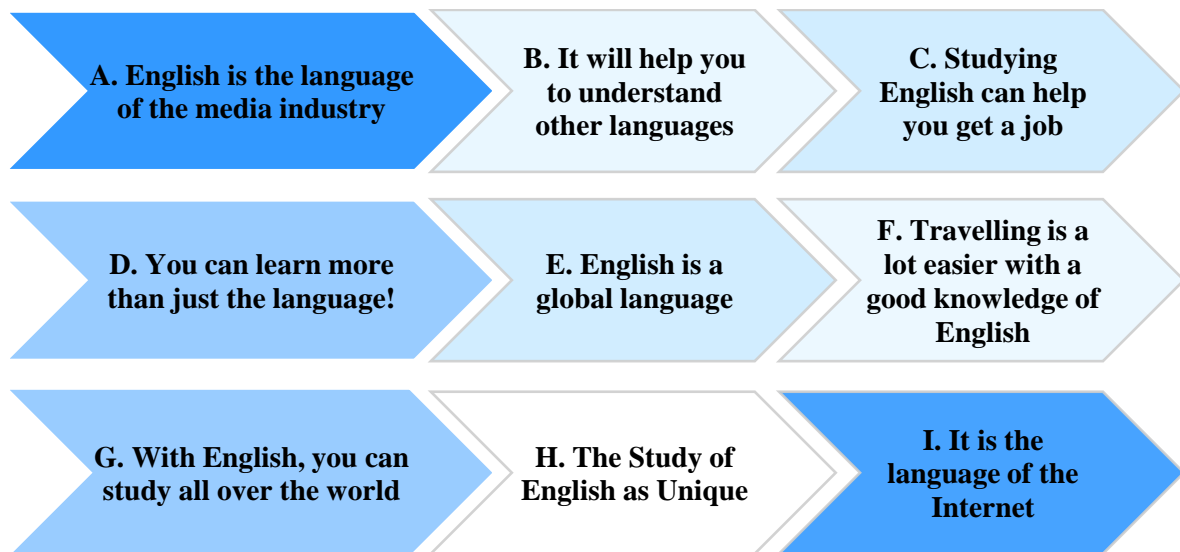 A. English is the language
of the media industry
B. It will help you
to understand
other languages
C. Studying
English can help
you get a job
D. You can learn more
than just the language!
E. English is a
global language
F. Travelling is a
lot easier with a
good knowledge of
English
G. With English, you can
study all over the world
H. The Study of
English as Unique
I. It is the
language of the
Internet